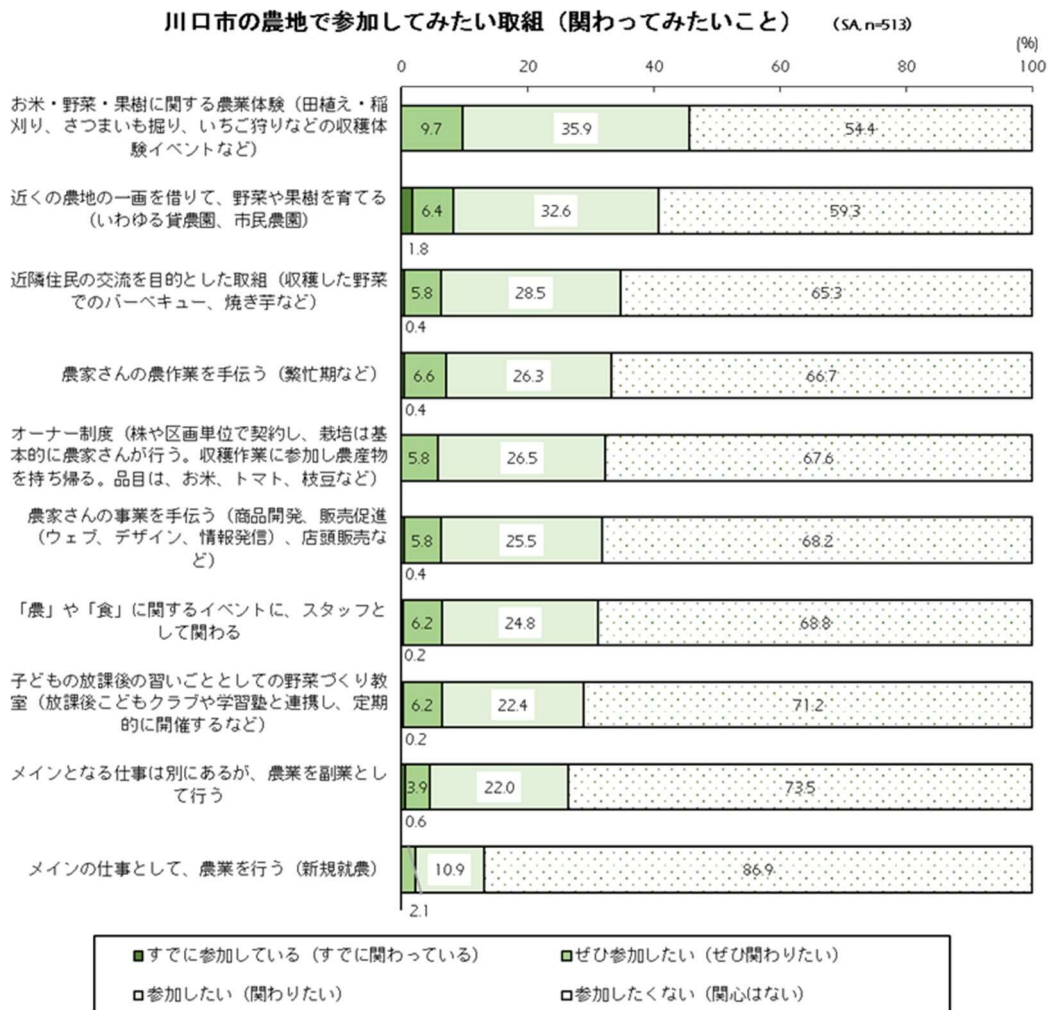 川口市の農地で参加してみたい取組（関わってみたいこと）　（SA, n=513）
(%)
0 20 40 60 80 100
お米・野菜・果樹に関する農業体験（田植え・稲
刈り、さつまいも掘り、いちご狩りなどの収穫体
験イベントなど）
9.7 35.9 54.4
近くの農地の一画を借りて、野菜や果樹を育てる
（いわゆる貸農園、市民農園）
6.4 32.6 59.3
1.8
近隣住民の交流を目的とした取組（収穫した野菜
でのバーベキュー、焼き芋など）
5.8 28.5 65.3
0.4
農家さんの農作業を手伝う（繁忙期など）
6.6 26.3 66.7
0.4
オーナー制度（株や区画単位で契約し、栽培は基
本的に農家さんが行う。収穫作業に参加し農産物
を持ち帰る。品目は、お米、トマト、枝豆など）
5.8 26.5 67.6
農家さんの事業を手伝う（商品開発、販売促進
（ウェブ、デザイン、情報発信）、店頭販売な
ど）
5.8 25.5 68.2
0.4
「農」や「食」に関するイベントに、スタッフと
して関わる
6.2 24.8 68.8
0.2
子どもの放課後の習いごととしての野菜づくり教
室（放課後こどもクラブや学習塾と連携し、定期
的に開催するなど）
6.2 22.4 71.2
0.2
メインとなる仕事は別にあるが、農業を副業とし
て行う
3.9 22.0 73.5
0.6
メインの仕事として、農業を行う（新規就農）
10.9 86.9
2.1
すでに参加している（すでに関わっている） ぜひ参加したい（ぜひ関わりたい）
参加したい（関わりたい） 参加したくない（関心はない）